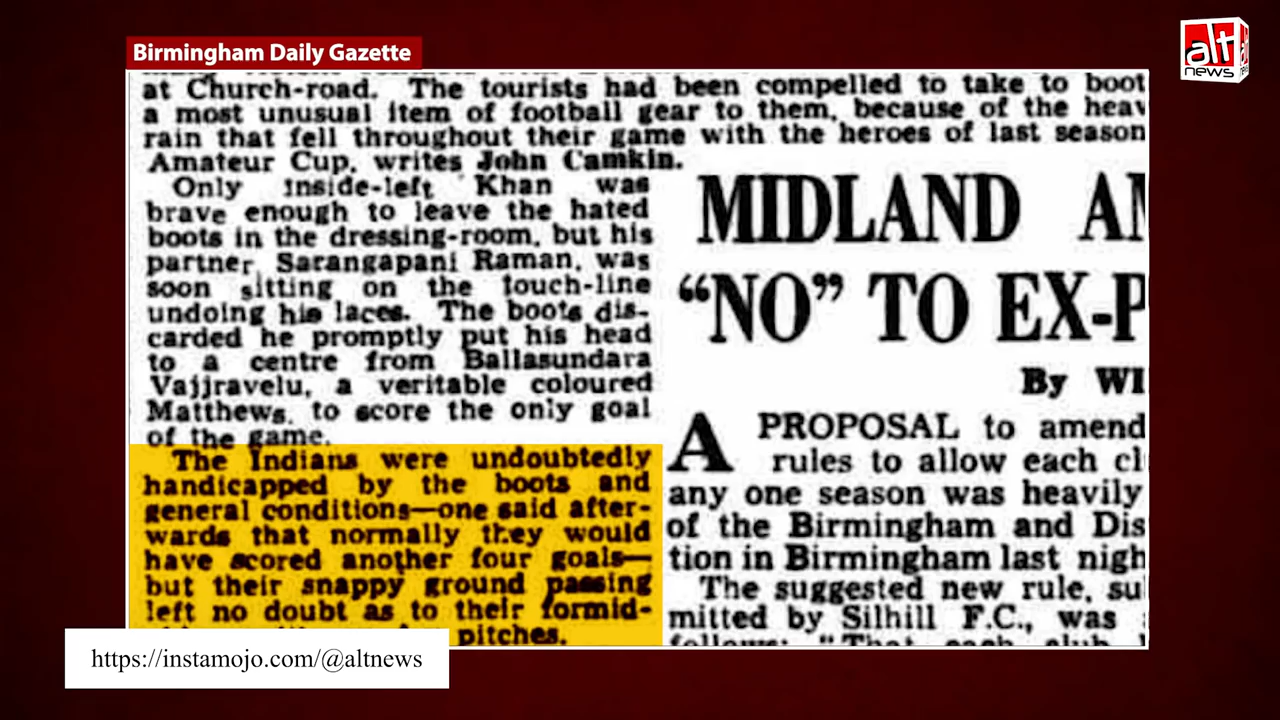 Birmingham Daily Gazette
alt
news
at Church-road. The tourists had been compelled to take to boot
a most unusual item of football gear to them, because of the heav
rain that fell throughout their game with the heroes of last season
Amateur Cup, writes John Camkin.
Only inside-left Khan was
brave enough to leave the hated
boots in the dressing-room, but his
partner, Sarangapani Raman, was
soon sitting on the touch-line
undoing his laces. The boots dis-
carded he promptly put his head
to a centre from Ballasundara
Vajjravelu, a veritable coloured
Matthews, to score the only goal
of the game.
The Indians were undoubtedly
handicapped by the boots and
general conditions—one said after-
wards that normally they would
have scored another four goals—
but their snappy ground passing
left no doubt as to their formid-
pitches.
MIDLAND AM
"NO" TO EX-P
By WI
A PROPOSAL to amend
rules to allow each cl
any one season was heavily
of the Birmingham and Dis
tion in Birmingham last nigh
The suggested new rule, su
mitted by Silhill F.C., was
follows: "That each club
https://instamojo.com/@altnews